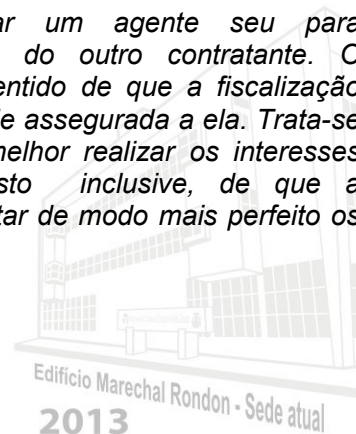 ar um agente seu para
do outro contratante. O
entido de que a fiscalização
e assegurada a ela. Trata-se
melhor realizar os interesses
sto inclusive, de que a
tar de modo mais perfeito os
Edifício Marechal Rondon - Sede atual
2013